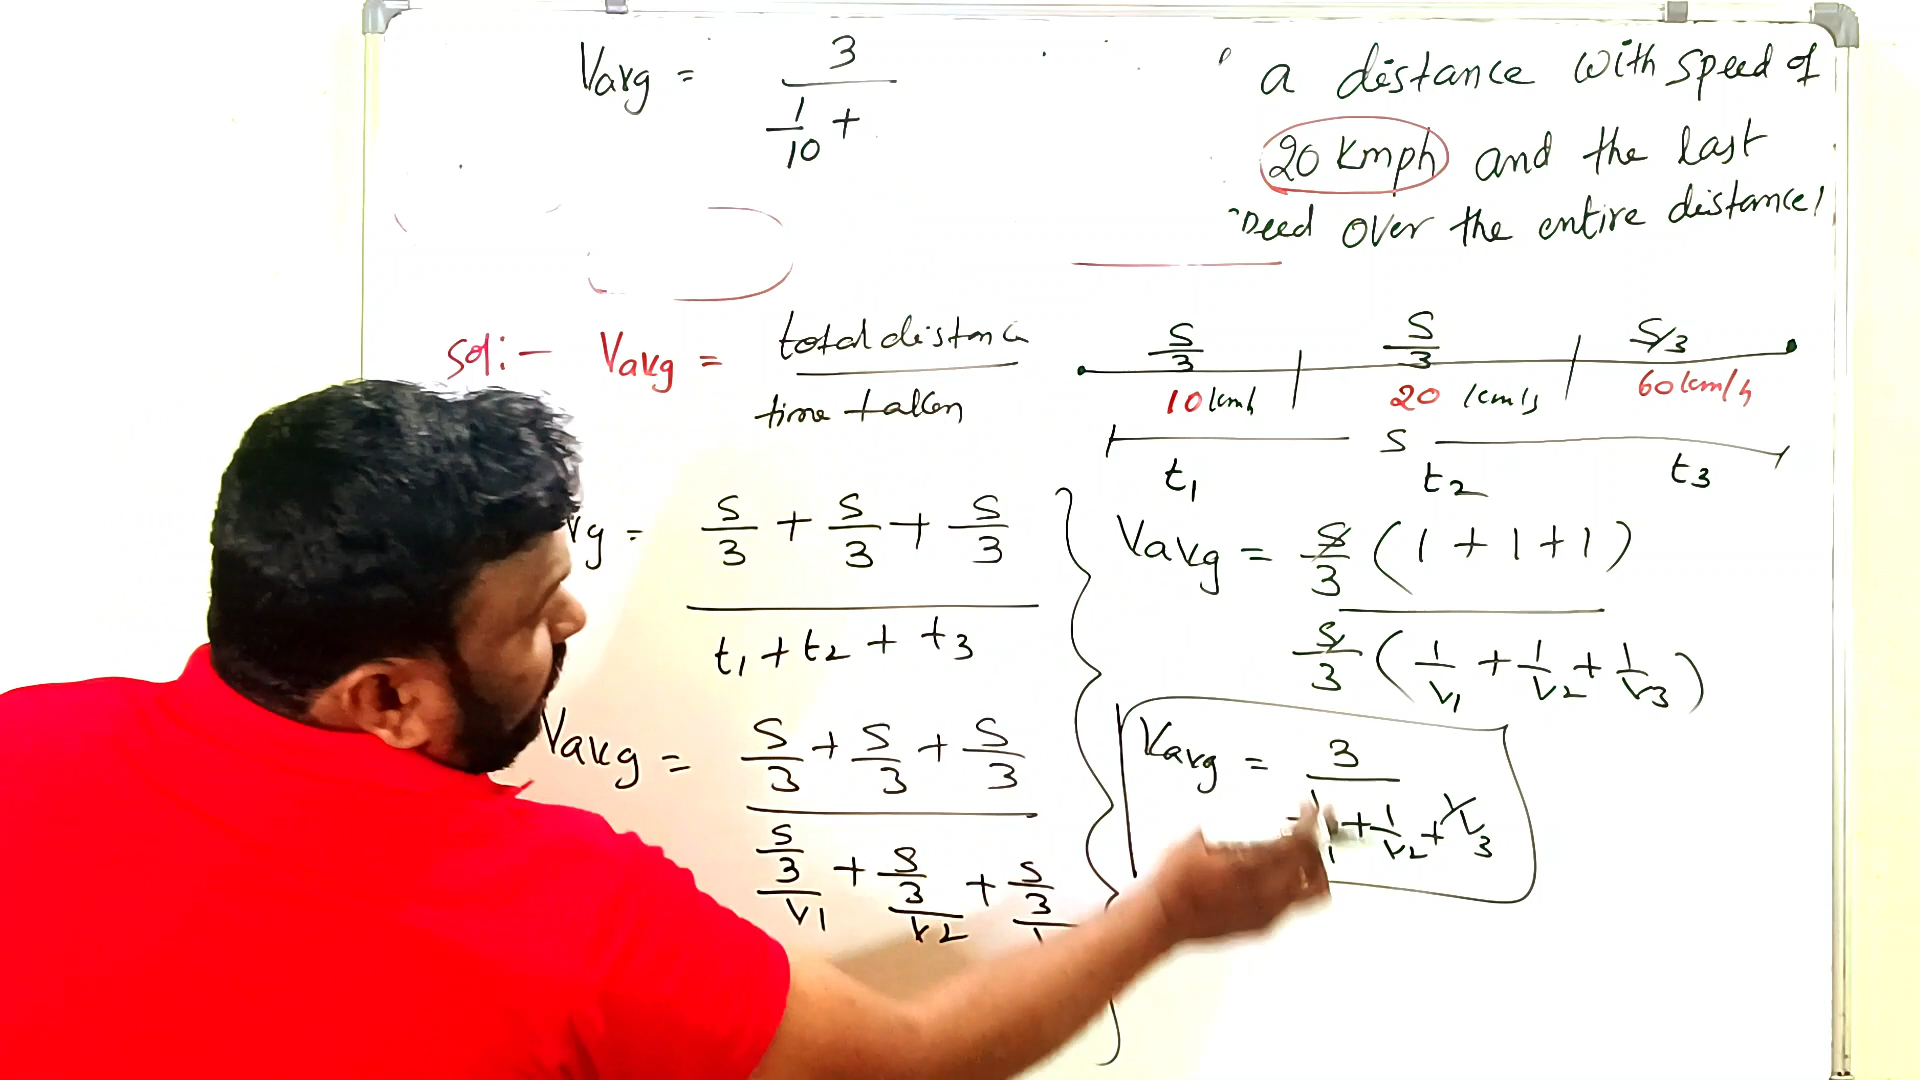 Vavg = 3 / (1/10 +
a distance with speed of
20 Kmph and the last
over the entire distance,
Sol:- Vavg = total distance / time taken
S/3 S/3 S/3
10 km/h 20 km/h 60 km/h
S
t1 t2 t3
vg = (S/3 + S/3 + S/3) / (t1 + t2 + t3)
Vavg = (S/3 + S/3 + S/3) / ((S/3)/V1 + (S/3)/V2 + (S/3)/
Vavg = S/3 (1 + 1 + 1) / S/3 (1/V1 + 1/V2 + 1/V3)
Vavg = 3 / ( + 1/V2 + 1/V3)